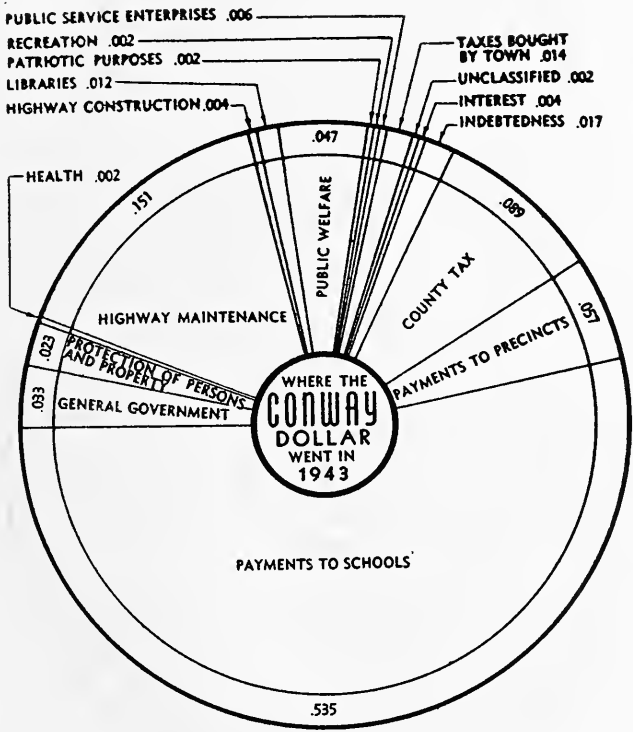 PUBLIC SERVICE ENTERPRISES .006
RECREATION .002
PATRIOTIC PURPOSES .002
LIBRARIES .012
HIGHWAY CONSTRUCTION .004
TAXES BOUGHT
BY TOWN .014
UNCLASSIFIED .002
INTEREST .004
INDEBTEDNESS .017
HEALTH .002
.151
.047
.089
.057
PUBLIC WELFARE
COUNTY TAX
HIGHWAY MAINTENANCE
PAYMENTS TO PRECINCTS
.023
PROTECTION OF PERSONS
AND PROPERTY
.033
GENERAL GOVERNMENT
WHERE THE
CONWAY
DOLLAR
WENT IN
1943
PAYMENTS TO SCHOOLS
.535